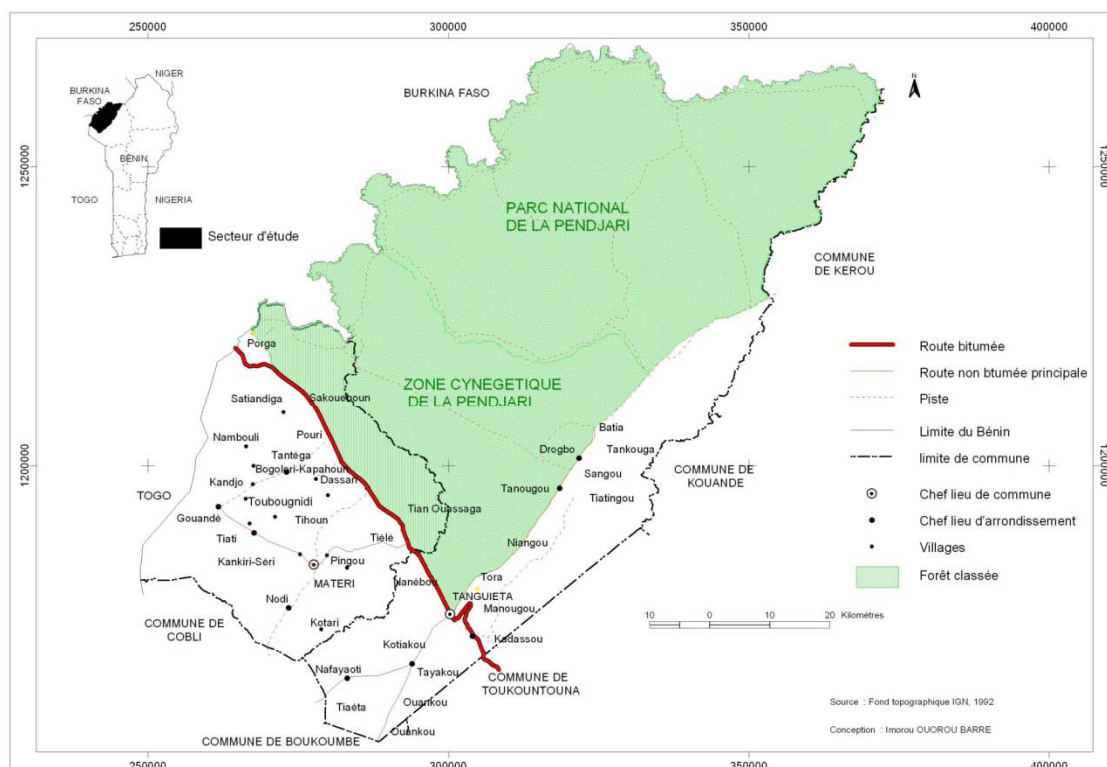 250000
300000
350000
400000
NIGER
BURKINA
FASO
BÉNIN
TOGO
NIGERIA
Secteur d'étude
BURKINA FASO
1250000
1250000
PARC NATIONAL
DE LA PENDJARI
COMMUNE
DE KEROU
Porga
ZONE CYNEGETIQUE
DE LA PENDJARI
Satiandiga
Sakouehoun
Nambouli
Pouri
Tantéga
Bogolari-Kapahoun
Kandjo
Dassari
Toubougnidi
Gouandé
Tihoun
Tian Ouassaga
Tiati
Tiélé
Kankiri-Séri
Pingou
MATERI
Nanébou
Nodi
Kotari
TOGO
1200000
1200000
Batia
Drogbo
Tankouga
Sangou
Tanougou
Tiatingou
Niangou
Tora
TANGUIETA
Manougou
Kadassou
COMMUNE DE
KOUANDE
COMMUNE DE
COBLI
Kotiakou
Nafayaoti
Tayakou
Tiaéta
Ouankou
Ouankou
COMMUNE DE
TOUKOUNTOUNA
COMMUNE DE BOUKOUMBE
Route bitumée
Route non btumée principale
Piste
Limite du Bénin
limite de commune
Chef lieu de commune
Chef lieu d'arrondissement
Villages
Forêt classée
10 0 10 20 Kilométres
Source : Fond topographique IGN, 1992
Conception : Imorou OUOROU BARRE
250000
300000
350000
400000